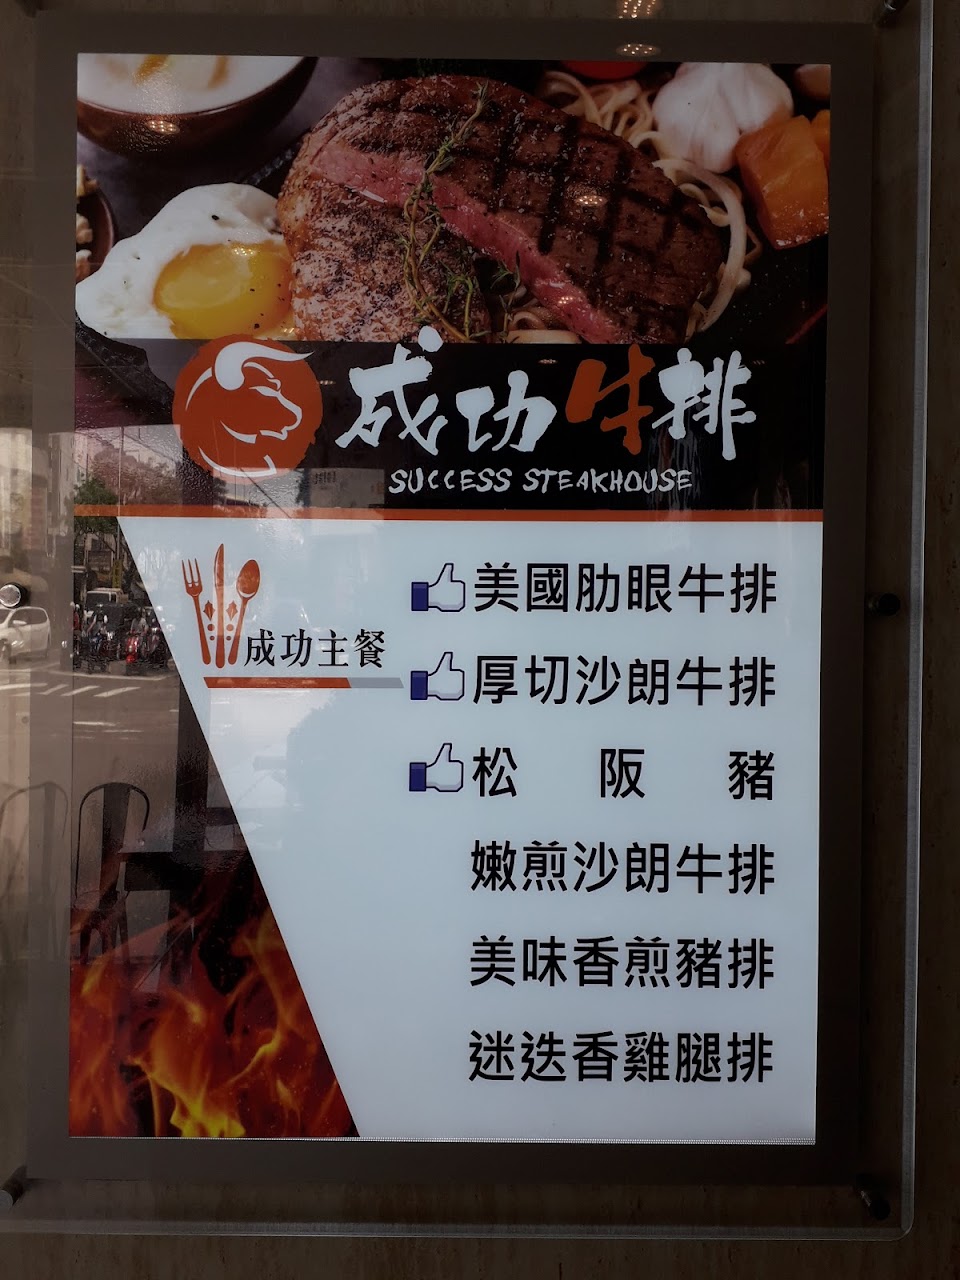 成功牛排
SUCCESS STEAKHOUSE
成功主餐
美國肋眼牛排
厚切沙朗牛排
松阪豬
嫩煎沙朗牛排
美味香煎豬排
迷迭香雞腿排